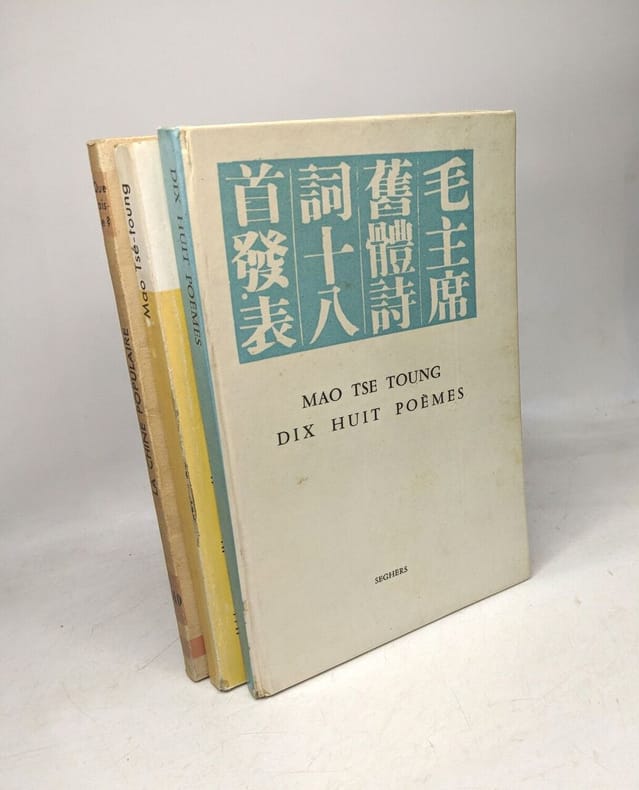 毛主席
舊體詩
詞十八
首發表
MAO TSE TOUNG
DIX HUIT POÈMES
SEGHERS
DIX HUIT POEMES
Mao Tsé-toung
LA CHINE POPULAIRE